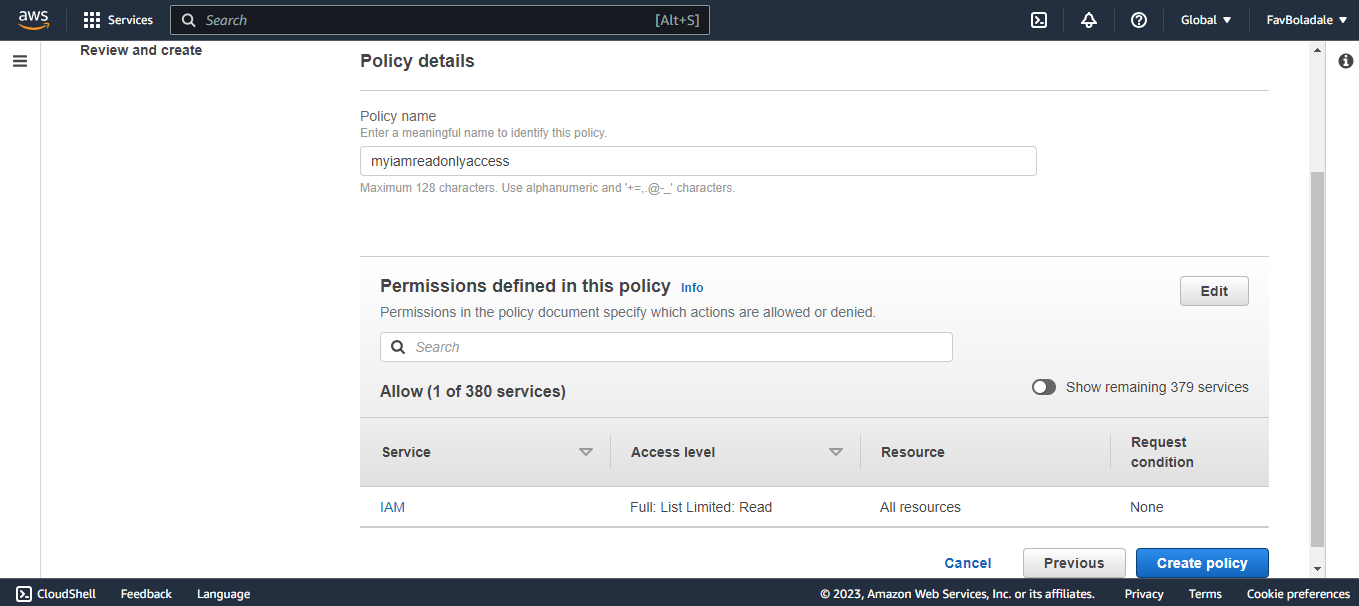 aws
Services
Search
[Alt+S]
Global
FavBoladale
Review and create
Policy details
Policy name
Enter a meaningful name to identify this policy.
myiamreadonlyaccess
Maximum 128 characters. Use alphanumeric and '+=,.@-_' characters.
Permissions defined in this policy Info
Edit
Permissions in the policy document specify which actions are allowed or denied.
Search
Allow (1 of 380 services)
Show remaining 379 services
Service
Access level
Resource
Request
condition
IAM
Full: List Limited: Read
All resources
None
Cancel
Previous
Create policy
CloudShell
Feedback
Language
© 2023, Amazon Web Services, Inc. or its affiliates.
Privacy
Terms
Cookie preferences